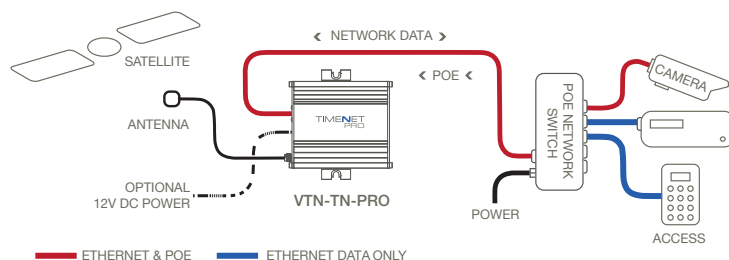 SATELLITE
< NETWORK DATA >
< POE <
CAMERA
POE NETWORK
SWITCH
TIMENET
PRO
ANTENNA
OPTIONAL
12V DC POWER
VTN-TN-PRO
POWER
ACCESS
ETHERNET & POE
ETHERNET DATA ONLY